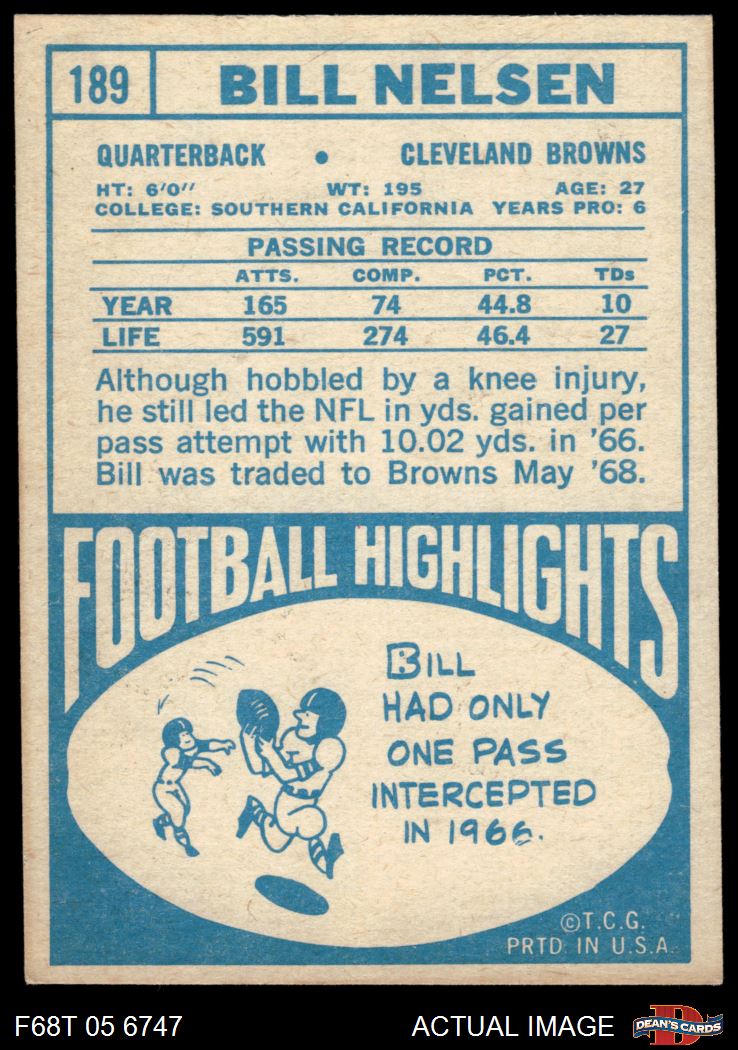 189 BILL NELSEN
QUARTERBACK • CLEVELAND BROWNS
HT: 6'0" WT: 195 AGE: 27
COLLEGE: SOUTHERN CALIFORNIA YEARS PRO: 6
PASSING RECORD
ATTS. COMP. PCT. TDs
YEAR 165 74 44.8 10
LIFE 591 274 46.4 27
Although hobbled by a knee injury,
he still led the NFL in yds. gained per
pass attempt with 10.02 yds. in '66.
Bill was traded to Browns May '68.
FOOTBALL HIGHLIGHTS
BILL
HAD ONLY
ONE PASS
INTERCEPTED
IN 1966.
©T.C.G.
PRTD. IN U.S.A.
F68T 05 6747 ACTUAL IMAGE D DEAN'S CARDS